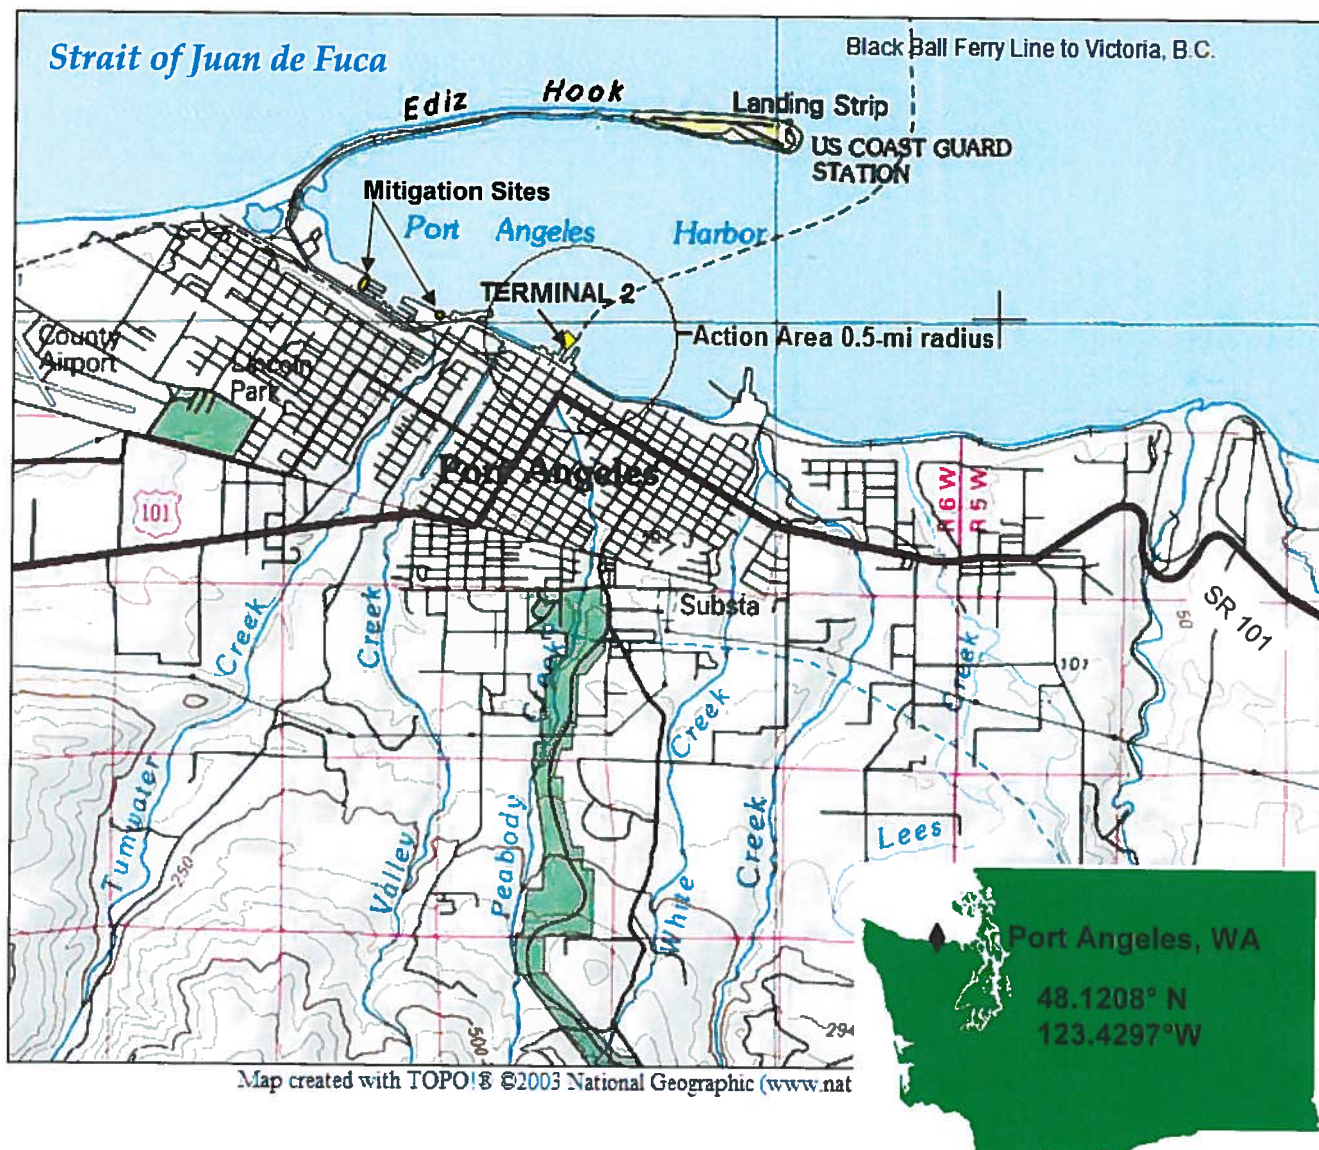 Strait of Juan de Fuca
Black Ball Ferry Line to Victoria, B.C.
Ediz Hook
Landing Strip
US COAST GUARD
STATION
Mitigation Sites
Port Angeles Harbor
TERMINAL 2
Action Area 0.5-mi radius
County
Airport
Lincoln
Park
Port Angeles
101
R 6 W
R 5 W
Substa
SR 101
50
101
Creek
Creek
Creek
Creek
Creek
Creek
Tumwater
Valley
Peabody
White
Lees
250
500
294
Port Angeles, WA
48.1208° N
123.4297°W
Map created with TOPO!® ©2003 National Geographic (www.nat